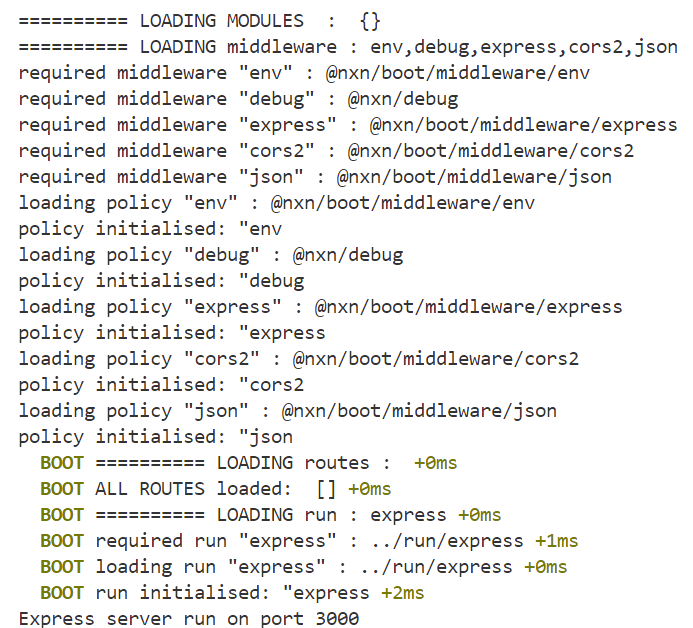 ========== LOADING MODULES  :  {}
========== LOADING middleware : env,debug,express,cors2,json
required middleware "env" : @nxn/boot/middleware/env
required middleware "debug" : @nxn/debug
required middleware "express" : @nxn/boot/middleware/express
required middleware "cors2" : @nxn/boot/middleware/cors2
required middleware "json" : @nxn/boot/middleware/json
loading policy "env" : @nxn/boot/middleware/env
policy initialised: "env
loading policy "debug" : @nxn/debug
policy initialised: "debug
loading policy "express" : @nxn/boot/middleware/express
policy initialised: "express
loading policy "cors2" : @nxn/boot/middleware/cors2
policy initialised: "cors2
loading policy "json" : @nxn/boot/middleware/json
policy initialised: "json
  BOOT ========== LOADING routes :  +0ms
  BOOT ALL ROUTES loaded:  [] +0ms
  BOOT ========== LOADING run : express +0ms
  BOOT required run "express" : ../run/express +1ms
  BOOT loading run "express" : ../run/express +0ms
  BOOT run initialised: "express +2ms
Express server run on port 3000